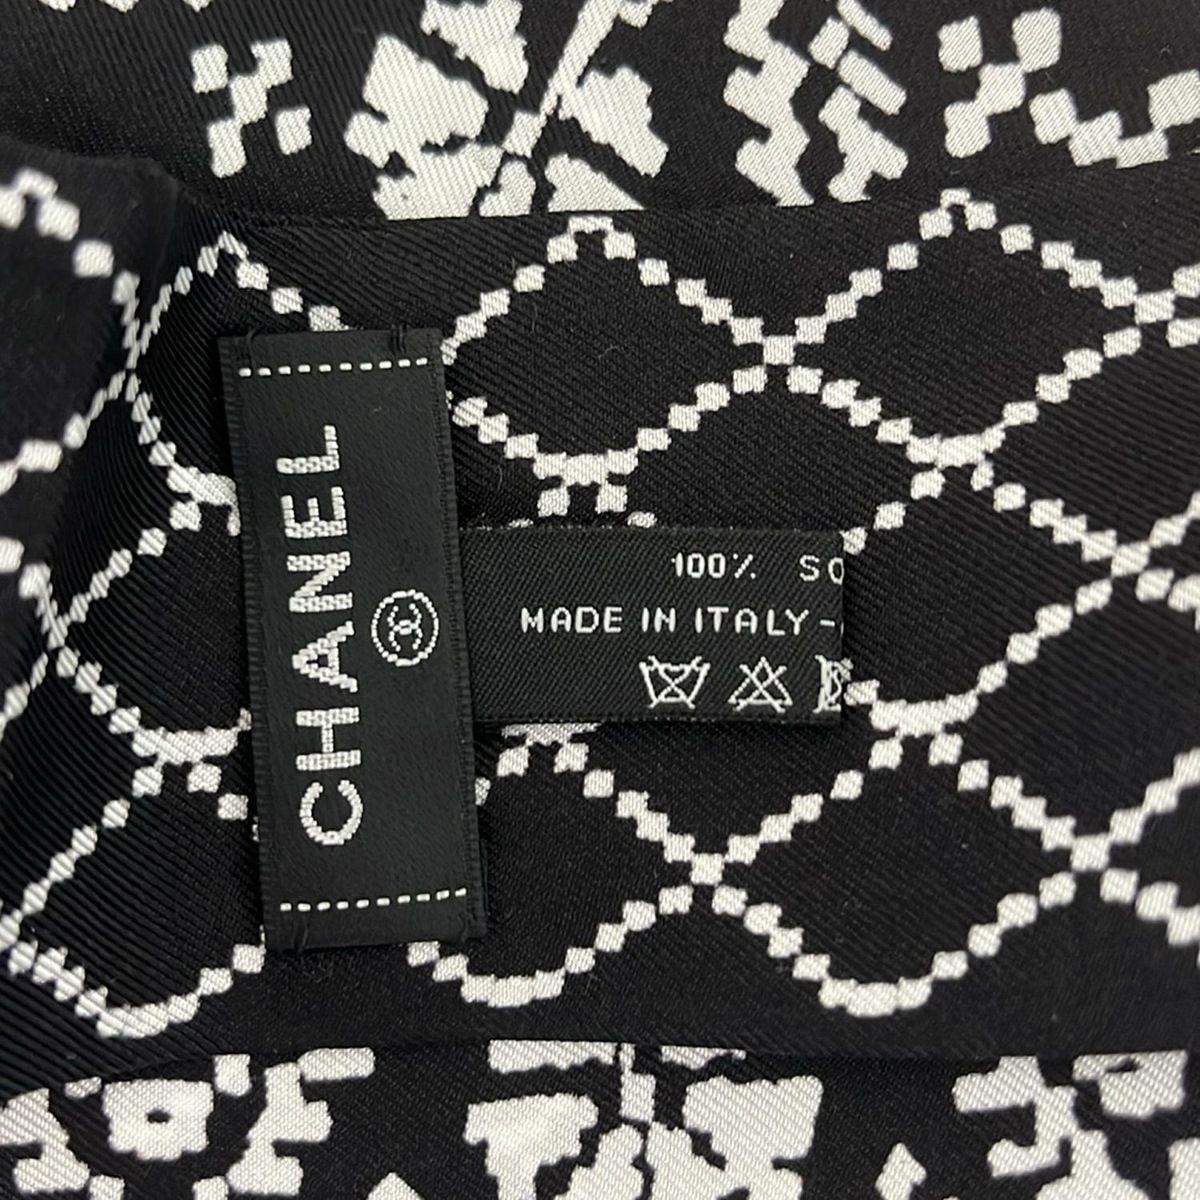 CHANEL
100% SO
MADE IN ITALY -